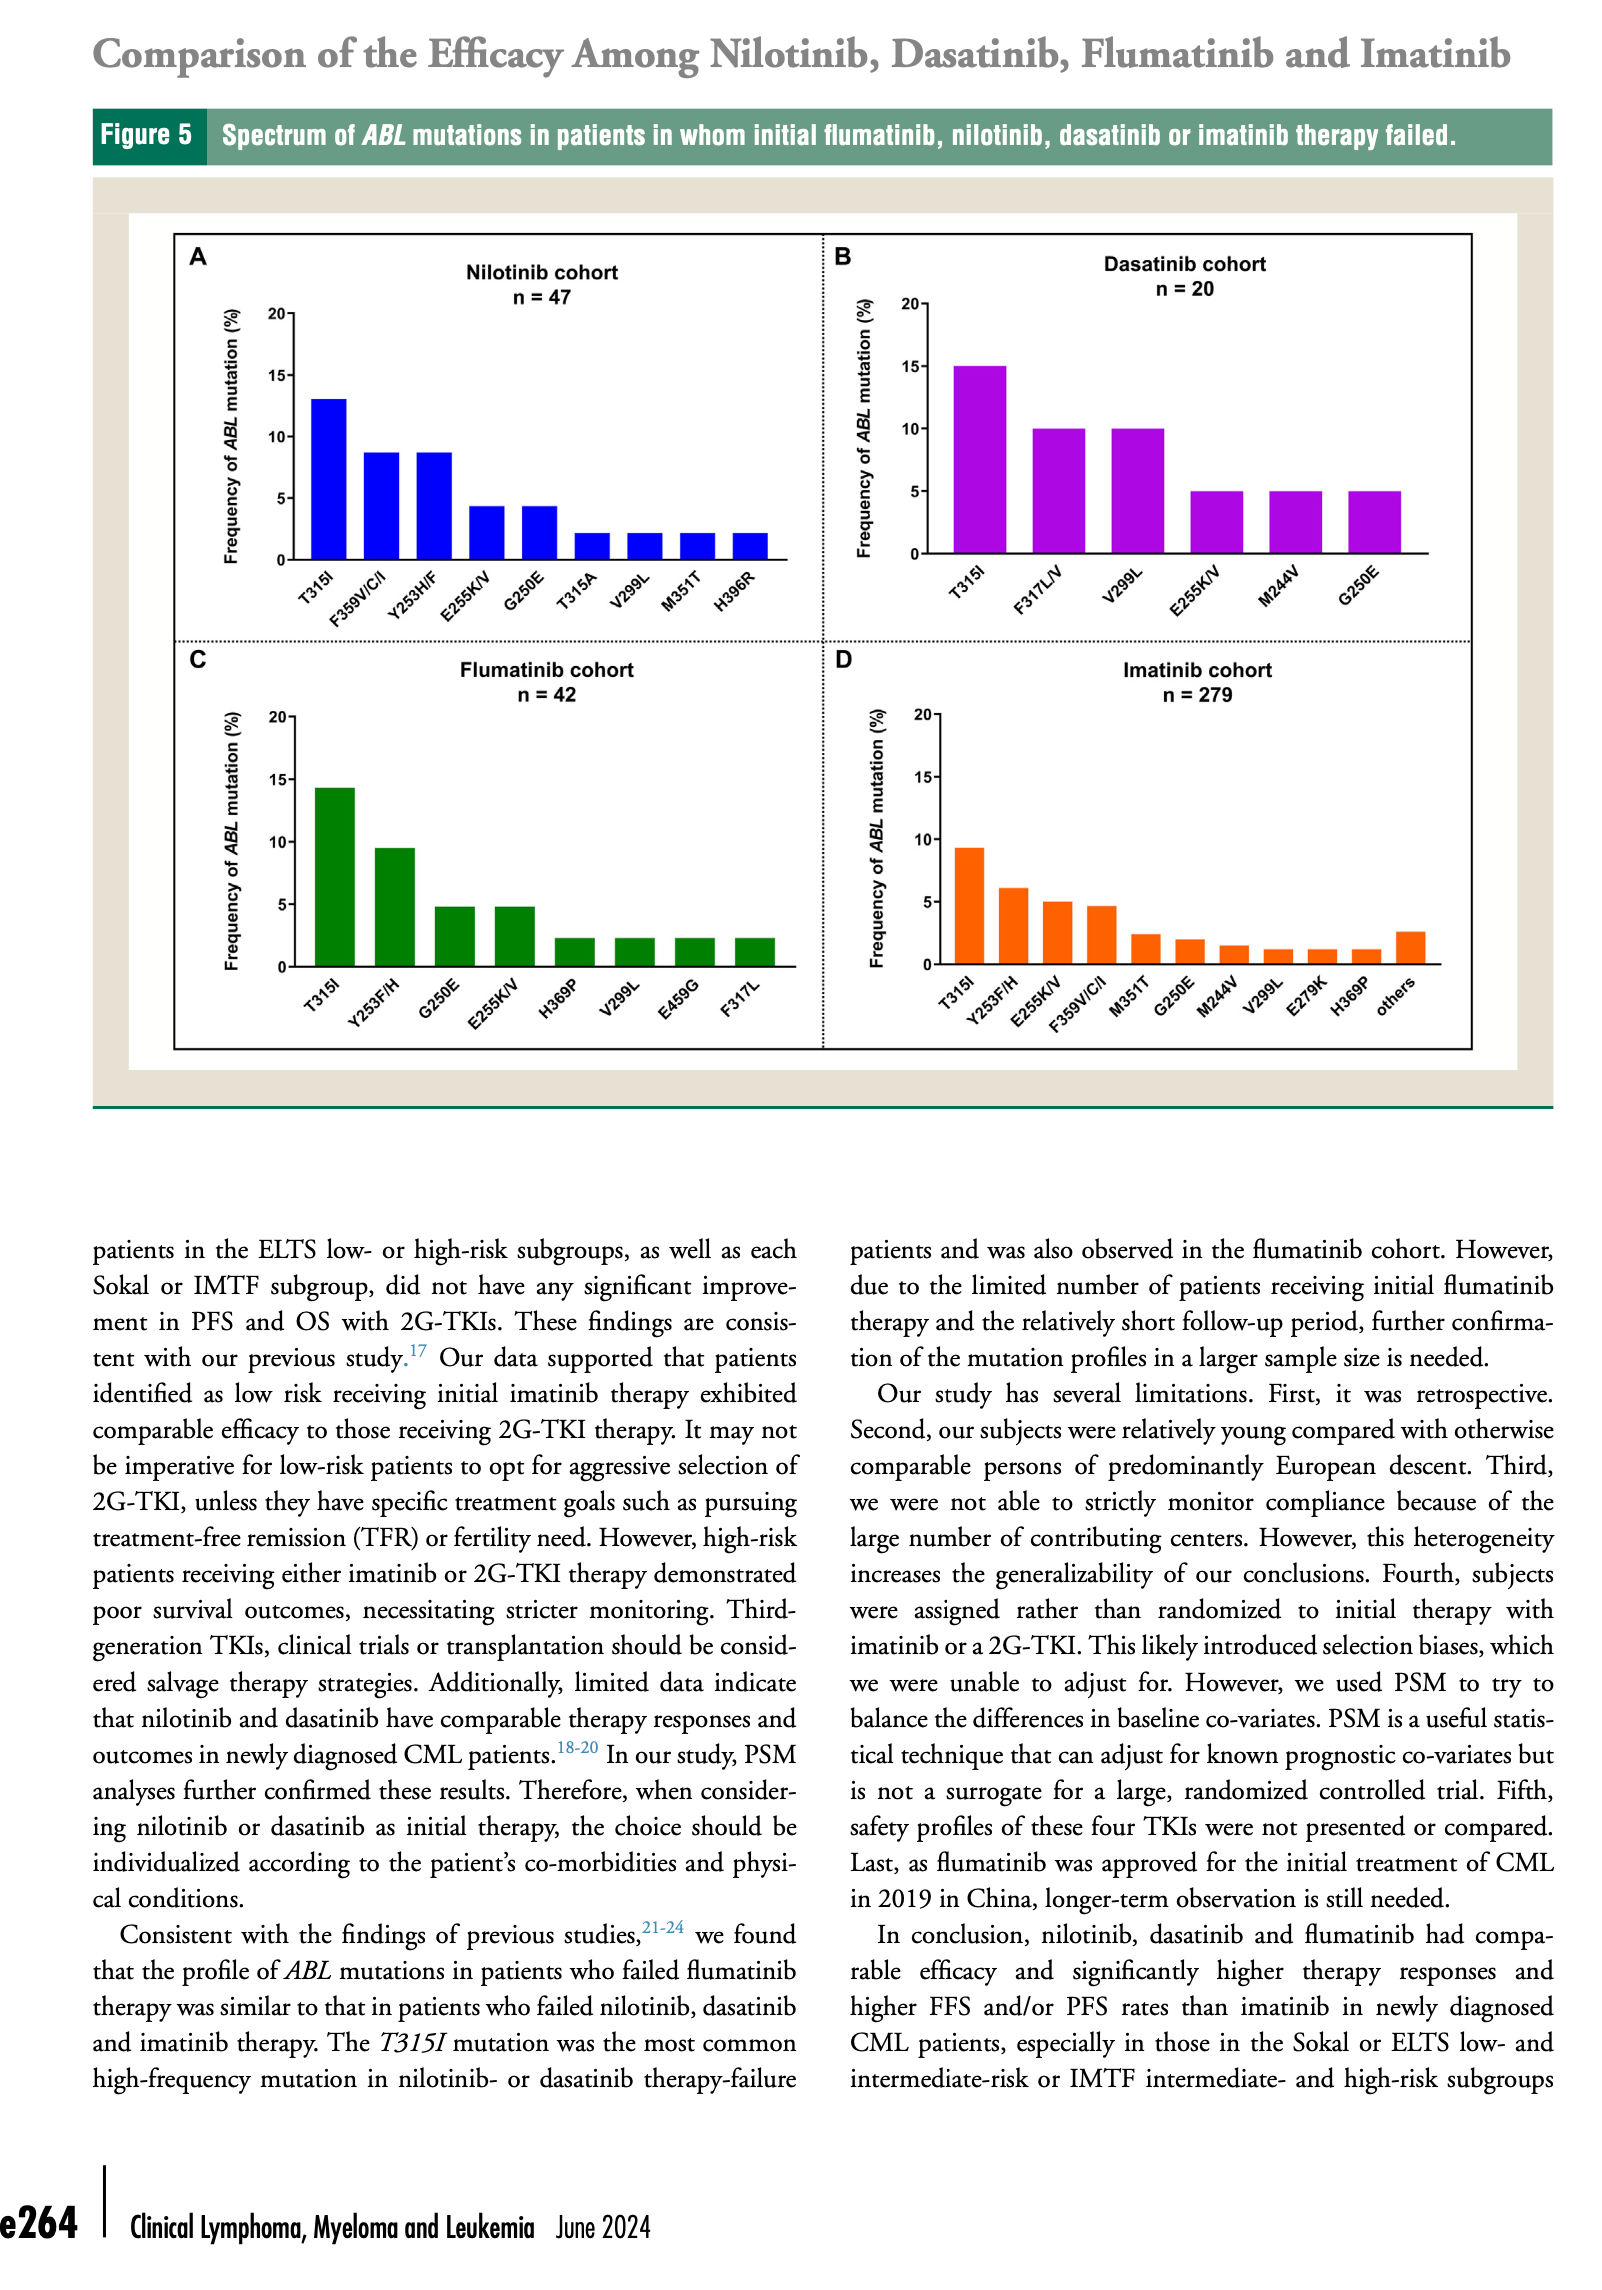 Comparison of the Efficacy Among Nilotinib, Dasatinib, Flumatinib and Imatinib
Figure 5 Spectrum of ABL mutations in patients in whom initial flumatinib, nilotinib, dasatinib or imatinib therapy failed.
A
Nilotinib cohort
n = 47
Frequency of ABL mutation (%)
20
15
10
5
0
T315I F359V/C/I Y253H/F E255K/V G250E T315A V299L M351T H396R
B
Dasatinib cohort
n = 20
Frequency of ABL mutation (%)
20
15
10
5
0
T315I F317L/V V299L E255K/V M244V G250E
C
Flumatinib cohort
n = 42
Frequency of ABL mutation (%)
20
15
10
5
0
T315I Y253F/H G250E E255K/V H369P V299L E459G F317L
D
Imatinib cohort
n = 279
Frequency of ABL mutation (%)
20
15
10
5
0
T315I Y253F/H E255K/V F359V/C/I M351T G250E M244V V299L E279K H369P others
patients in the ELTS low- or high-risk subgroups, as well as each
Sokal or IMTF subgroup, did not have any significant improve-
ment in PFS and OS with 2G-TKIs. These findings are consis-
tent with our previous study.17 Our data supported that patients
identified as low risk receiving initial imatinib therapy exhibited
comparable efficacy to those receiving 2G-TKI therapy. It may not
be imperative for low-risk patients to opt for aggressive selection of
2G-TKI, unless they have specific treatment goals such as pursuing
treatment-free remission (TFR) or fertility need. However, high-risk
patients receiving either imatinib or 2G-TKI therapy demonstrated
poor survival outcomes, necessitating stricter monitoring. Third-
generation TKIs, clinical trials or transplantation should be consid-
ered salvage therapy strategies. Additionally, limited data indicate
that nilotinib and dasatinib have comparable therapy responses and
outcomes in newly diagnosed CML patients.18-20 In our study, PSM
analyses further confirmed these results. Therefore, when consider-
ing nilotinib or dasatinib as initial therapy, the choice should be
individualized according to the patient's co-morbidities and physi-
cal conditions.
Consistent with the findings of previous studies,21-24 we found
that the profile of ABL mutations in patients who failed flumatinib
therapy was similar to that in patients who failed nilotinib, dasatinib
and imatinib therapy. The T315I mutation was the most common
high-frequency mutation in nilotinib- or dasatinib therapy-failure
patients and was also observed in the flumatinib cohort. However,
due to the limited number of patients receiving initial flumatinib
therapy and the relatively short follow-up period, further confirma-
tion of the mutation profiles in a larger sample size is needed.
Our study has several limitations. First, it was retrospective.
Second, our subjects were relatively young compared with otherwise
comparable persons of predominantly European descent. Third,
we were not able to strictly monitor compliance because of the
large number of contributing centers. However, this heterogeneity
increases the generalizability of our conclusions. Fourth, subjects
were assigned rather than randomized to initial therapy with
imatinib or a 2G-TKI. This likely introduced selection biases, which
we were unable to adjust for. However, we used PSM to try to
balance the differences in baseline co-variates. PSM is a useful statis-
tical technique that can adjust for known prognostic co-variates but
is not a surrogate for a large, randomized controlled trial. Fifth,
safety profiles of these four TKIs were not presented or compared.
Last, as flumatinib was approved for the initial treatment of CML
in 2019 in China, longer-term observation is still needed.
In conclusion, nilotinib, dasatinib and flumatinib had compa-
rable efficacy and significantly higher therapy responses and
higher FFS and/or PFS rates than imatinib in newly diagnosed
CML patients, especially in those in the Sokal or ELTS low- and
intermediate-risk or IMTF intermediate- and high-risk subgroups
e264 Clinical Lymphoma, Myeloma and Leukemia June 2024